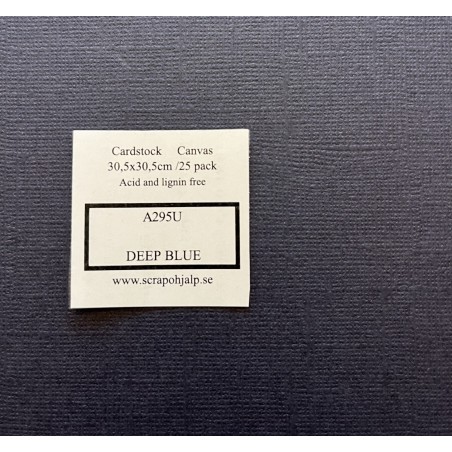 Cardstock Canvas
30,5x30,5cm /25 pack
Acid and lignin free
A295U
DEEP BLUE
www.scrapohjalp.se